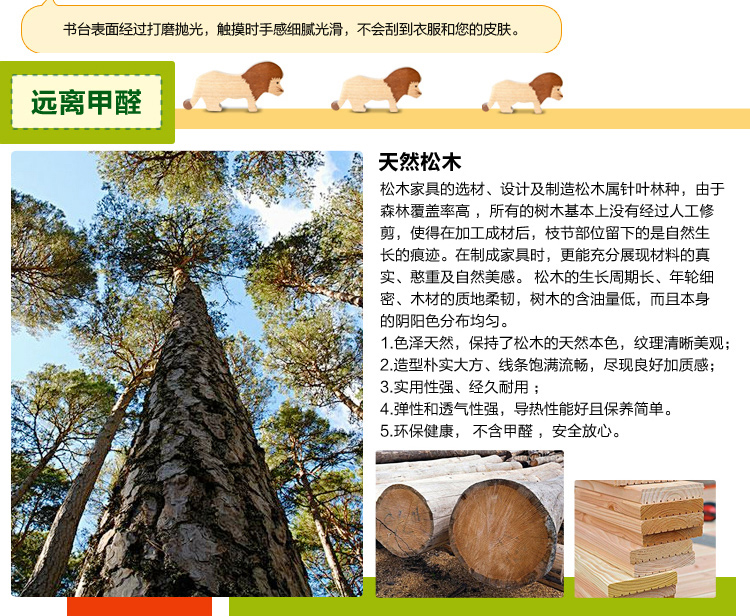 书台表面经过打磨抛光，触摸时手感细腻光滑，不会刮到衣服和您的皮肤。
远离甲醛
天然松木
松木家具的选材、设计及制造松木属针叶林种，由于
森林覆盖率高 ，所有的树木基本上没有经过人工修
剪，使得在加工成材后，枝节部位留下的是自然生
长的痕迹。在制成家具时，更能充分展现材料的真
实、憨重及自然美感。 松木的生长周期长、年轮细
密、木材的质地柔韧，树木的含油量低，而且本身
的阴阳色分布均匀。
1.色泽天然，保持了松木的天然本色，纹理清晰美观；
2.造型朴实大方、线条饱满流畅，尽现良好加质感；
3.实用性强、经久耐用 ；
4.弹性和透气性强，导热性能好且保养简单。
5.环保健康， 不含甲醛 ，安全放心。